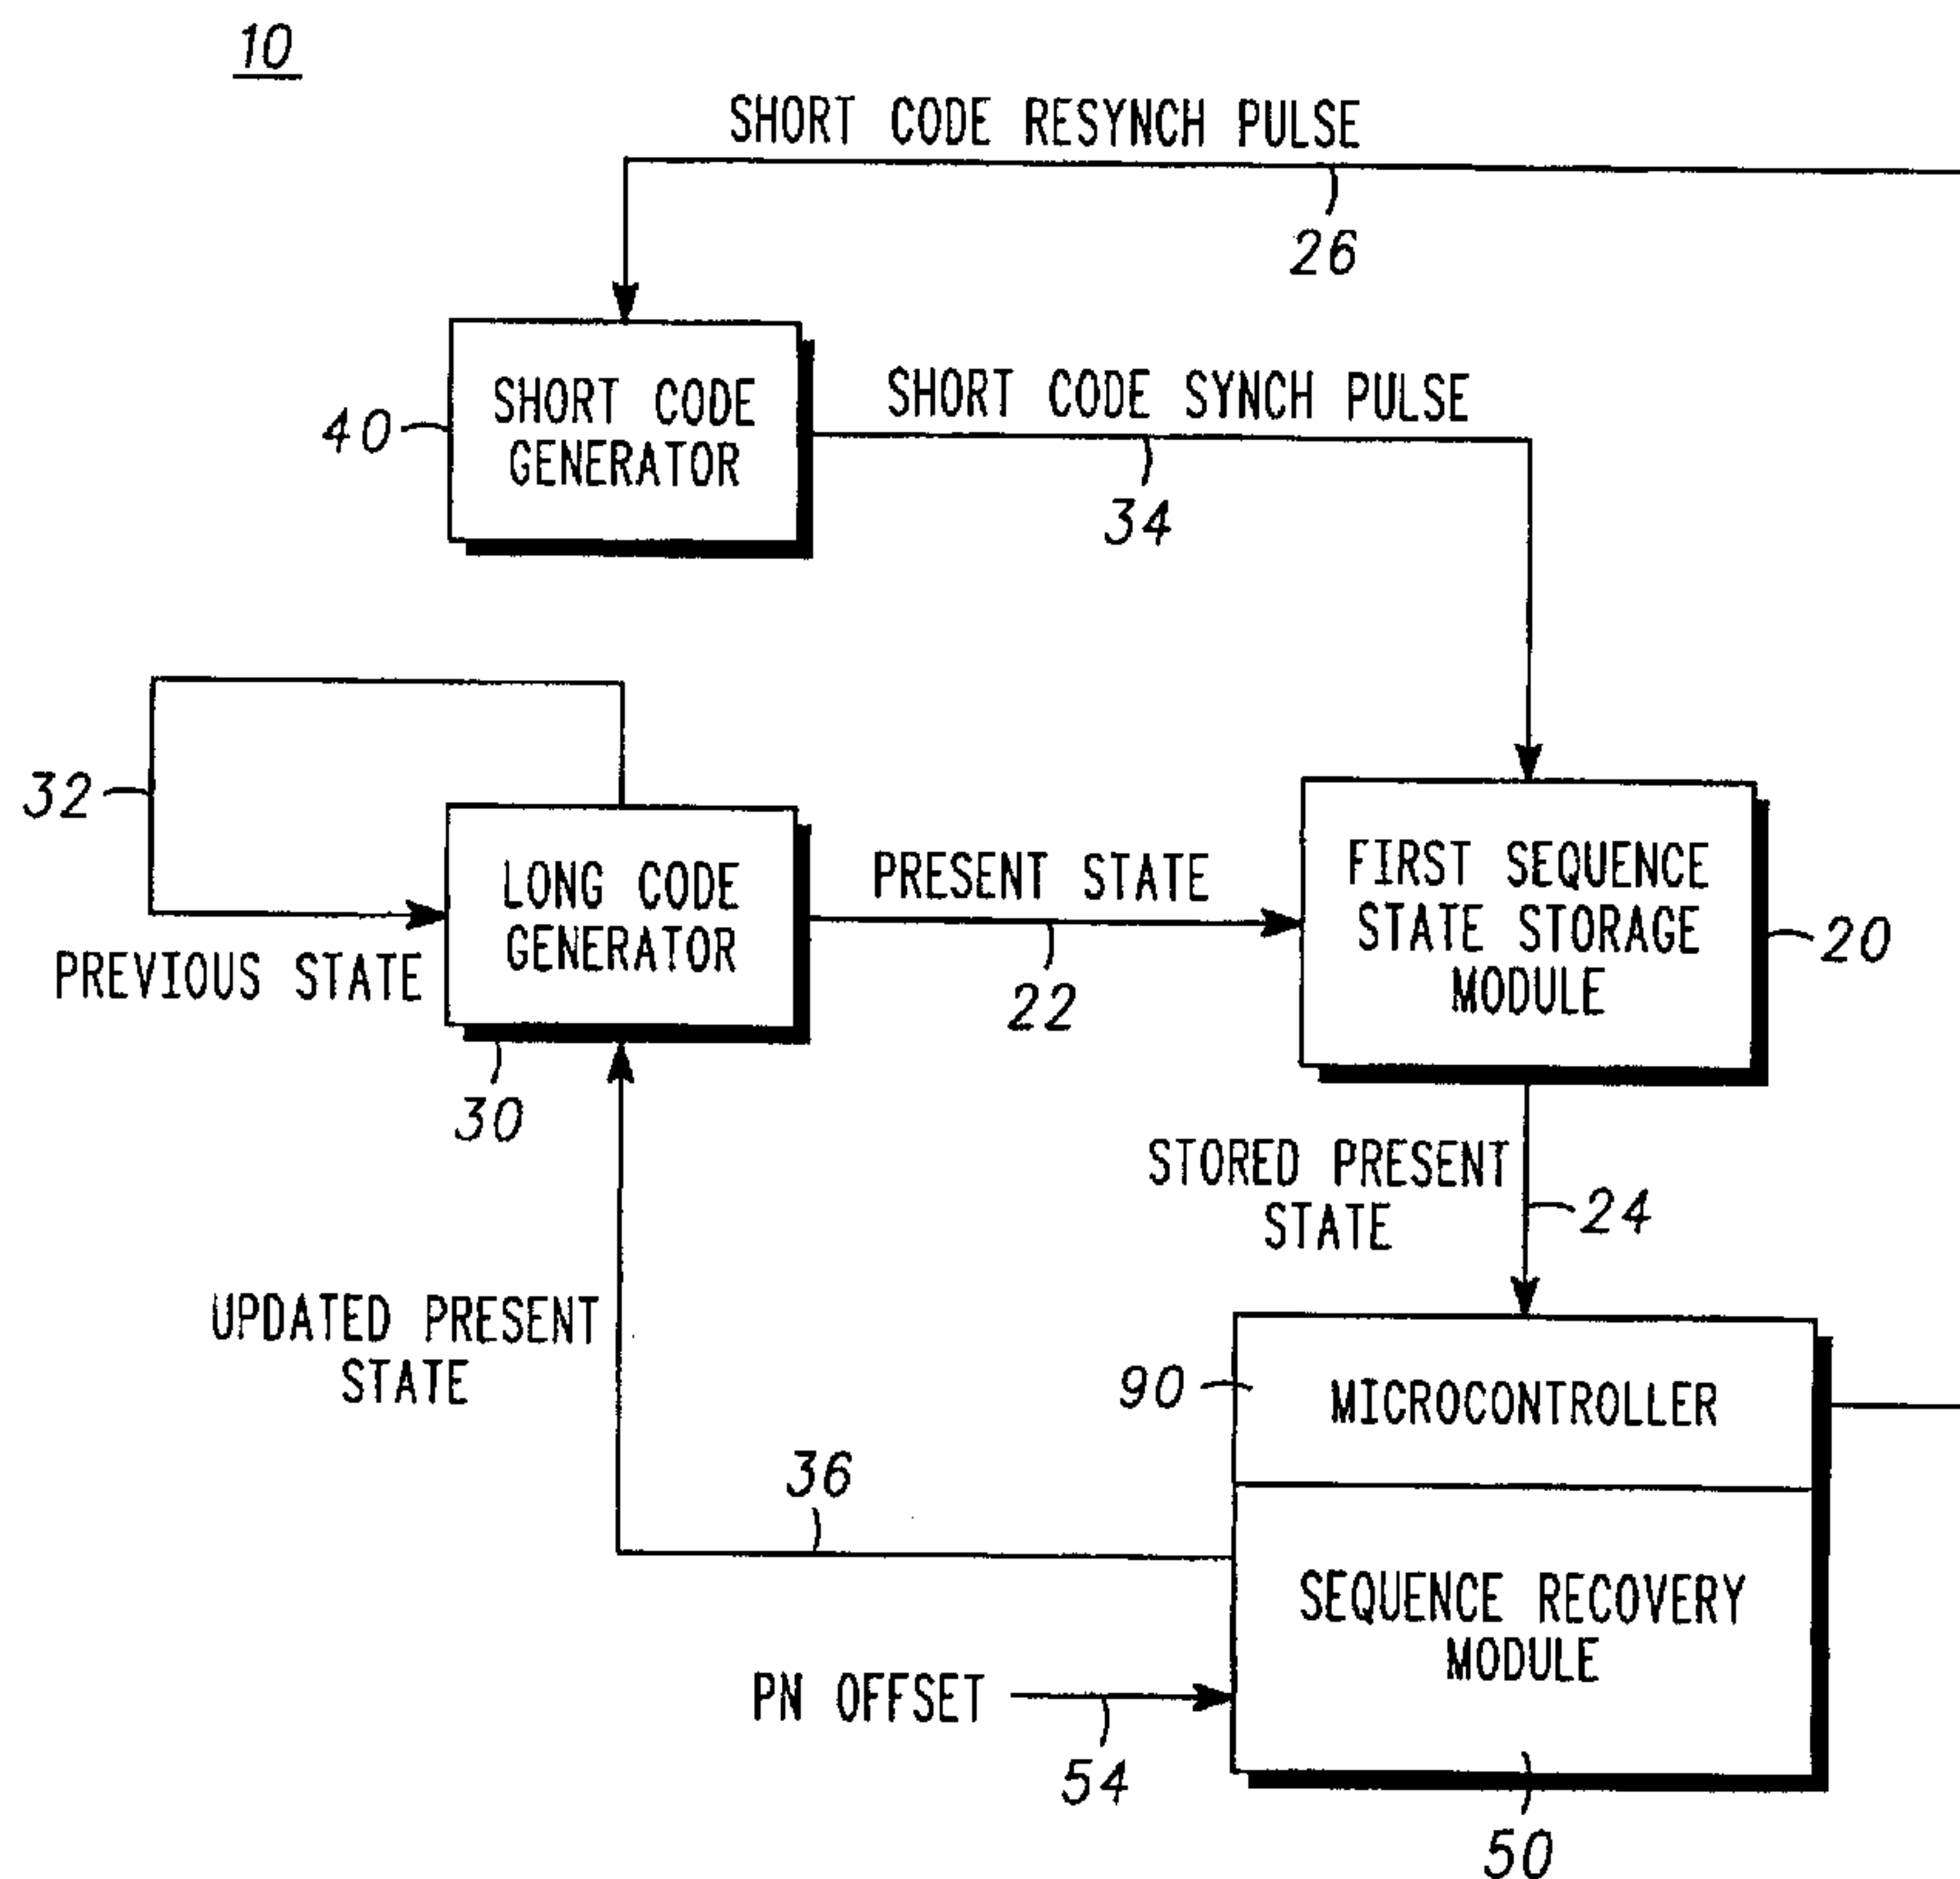 10
SHORT CODE RESYNCH PULSE
26
SHORT CODE
GENERATOR
40
SHORT CODE SYNCH PULSE
34
32
LONG CODE
GENERATOR
PREVIOUS STATE
30
PRESENT STATE
22
FIRST SEQUENCE
STATE STORAGE
MODULE
20
STORED PRESENT
STATE
24
UPDATED PRESENT
STATE
90
MICROCONTROLLER
36
SEQUENCE RECOVERY
MODULE
PN OFFSET
54
50